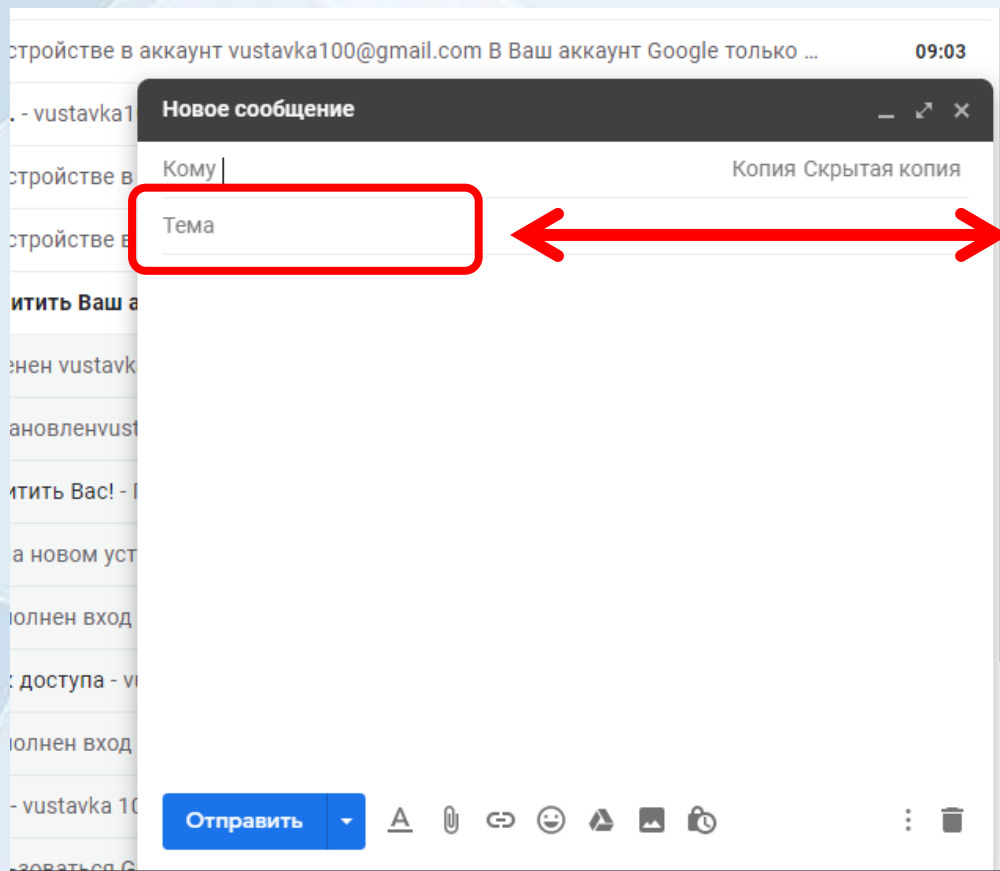 стройстве в аккаунт vustavka100@gmail.com В Ваш аккаунт Google только ... 09:03
. - vustavka1
Новое сообщение
стройстве в
Кому Копия Скрытая копия
стройстве в
Тема
итить Ваш а
енен vustavk
ановленvust
итить Вас! -
а новом уст
олнен вход
к доступа - vu
олнен вход
- vustavka 10
Отправить
зоваться G